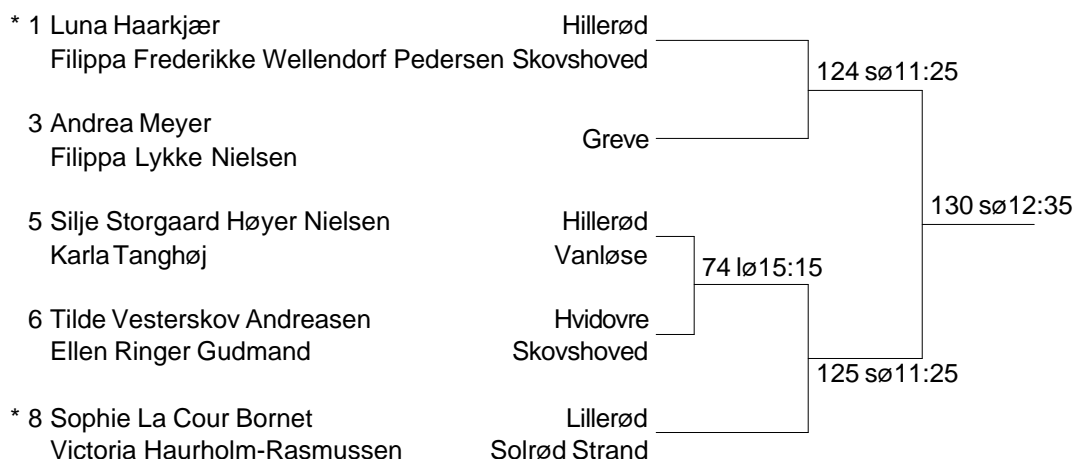 * 1 Luna Haarkjær Hillerød
Filippa Frederikke Wellendorf Pedersen Skovshoved
124 sø11:25
3 Andrea Meyer
Greve
Filippa Lykke Nielsen
130 sø12:35
5 Silje Storgaard Høyer Nielsen Hillerød
Karla Tanghøj Vanløse
74 lø15:15
6 Tilde Vesterskov Andreasen Hvidovre
Ellen Ringer Gudmand Skovshoved
125 sø11:25
* 8 Sophie La Cour Bornet Lillerød
Victoria Haurholm-Rasmussen Solrød Strand